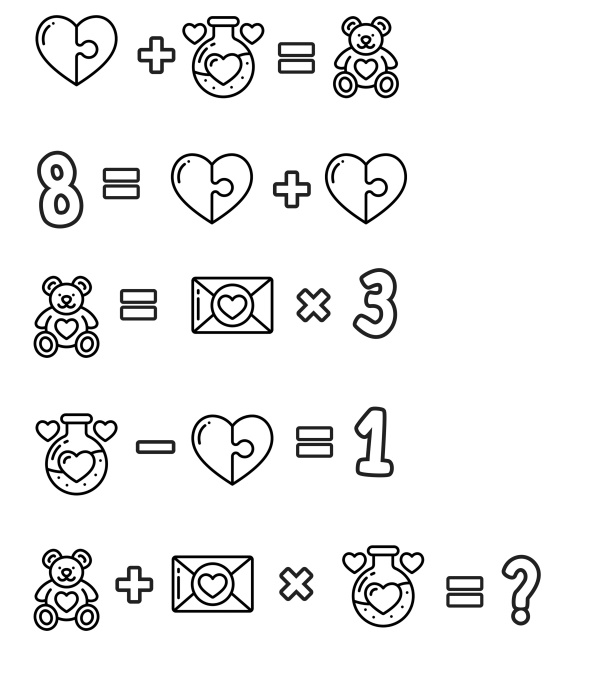 + =
8 = +
= × 3
- = 1
+ × = ?